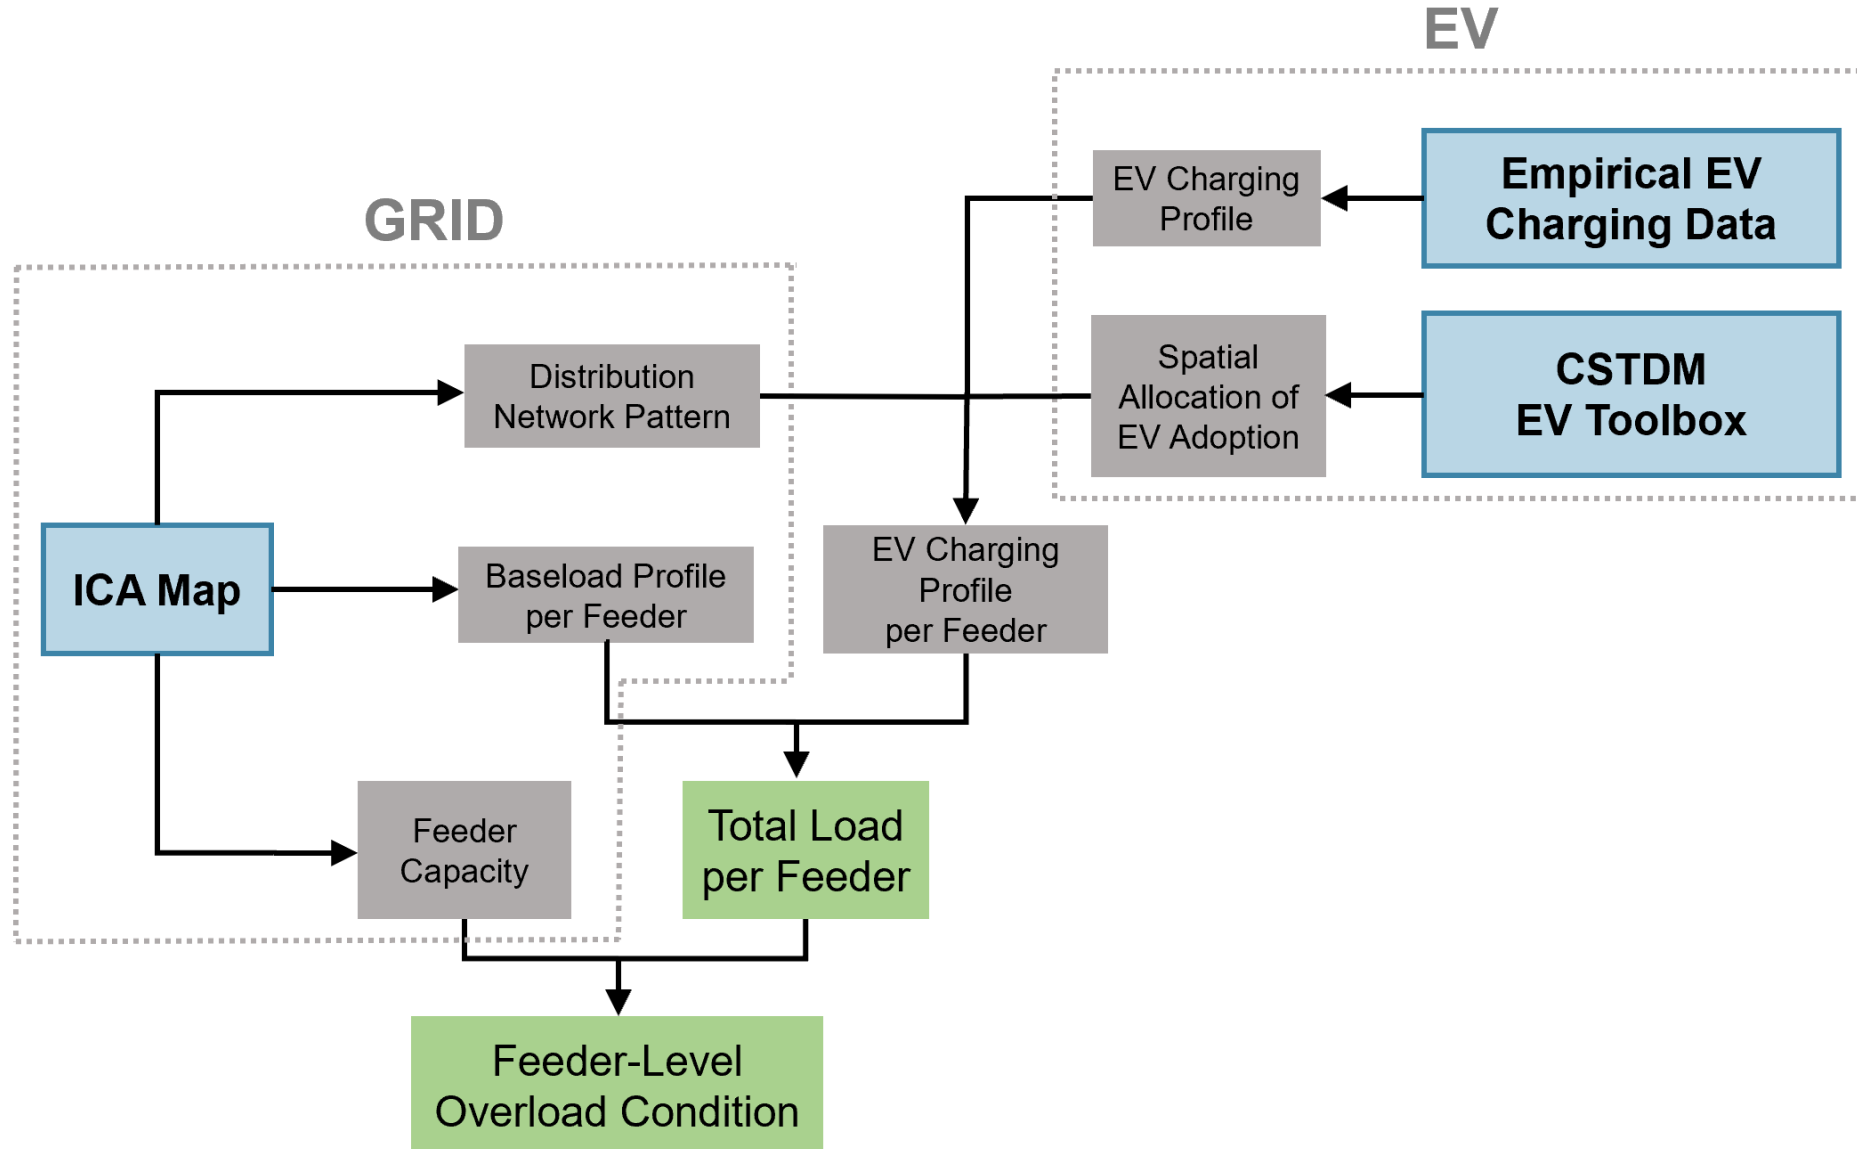 EV
EV Charging
Profile
Empirical EV
Charging Data
GRID
Distribution
Network Pattern
Spatial
Allocation of
EV Adoption
CSTDM
EV Toolbox
ICA Map
Baseload Profile
per Feeder
EV Charging
Profile
per Feeder
Feeder
Capacity
Total Load
per Feeder
Feeder-Level
Overload Condition